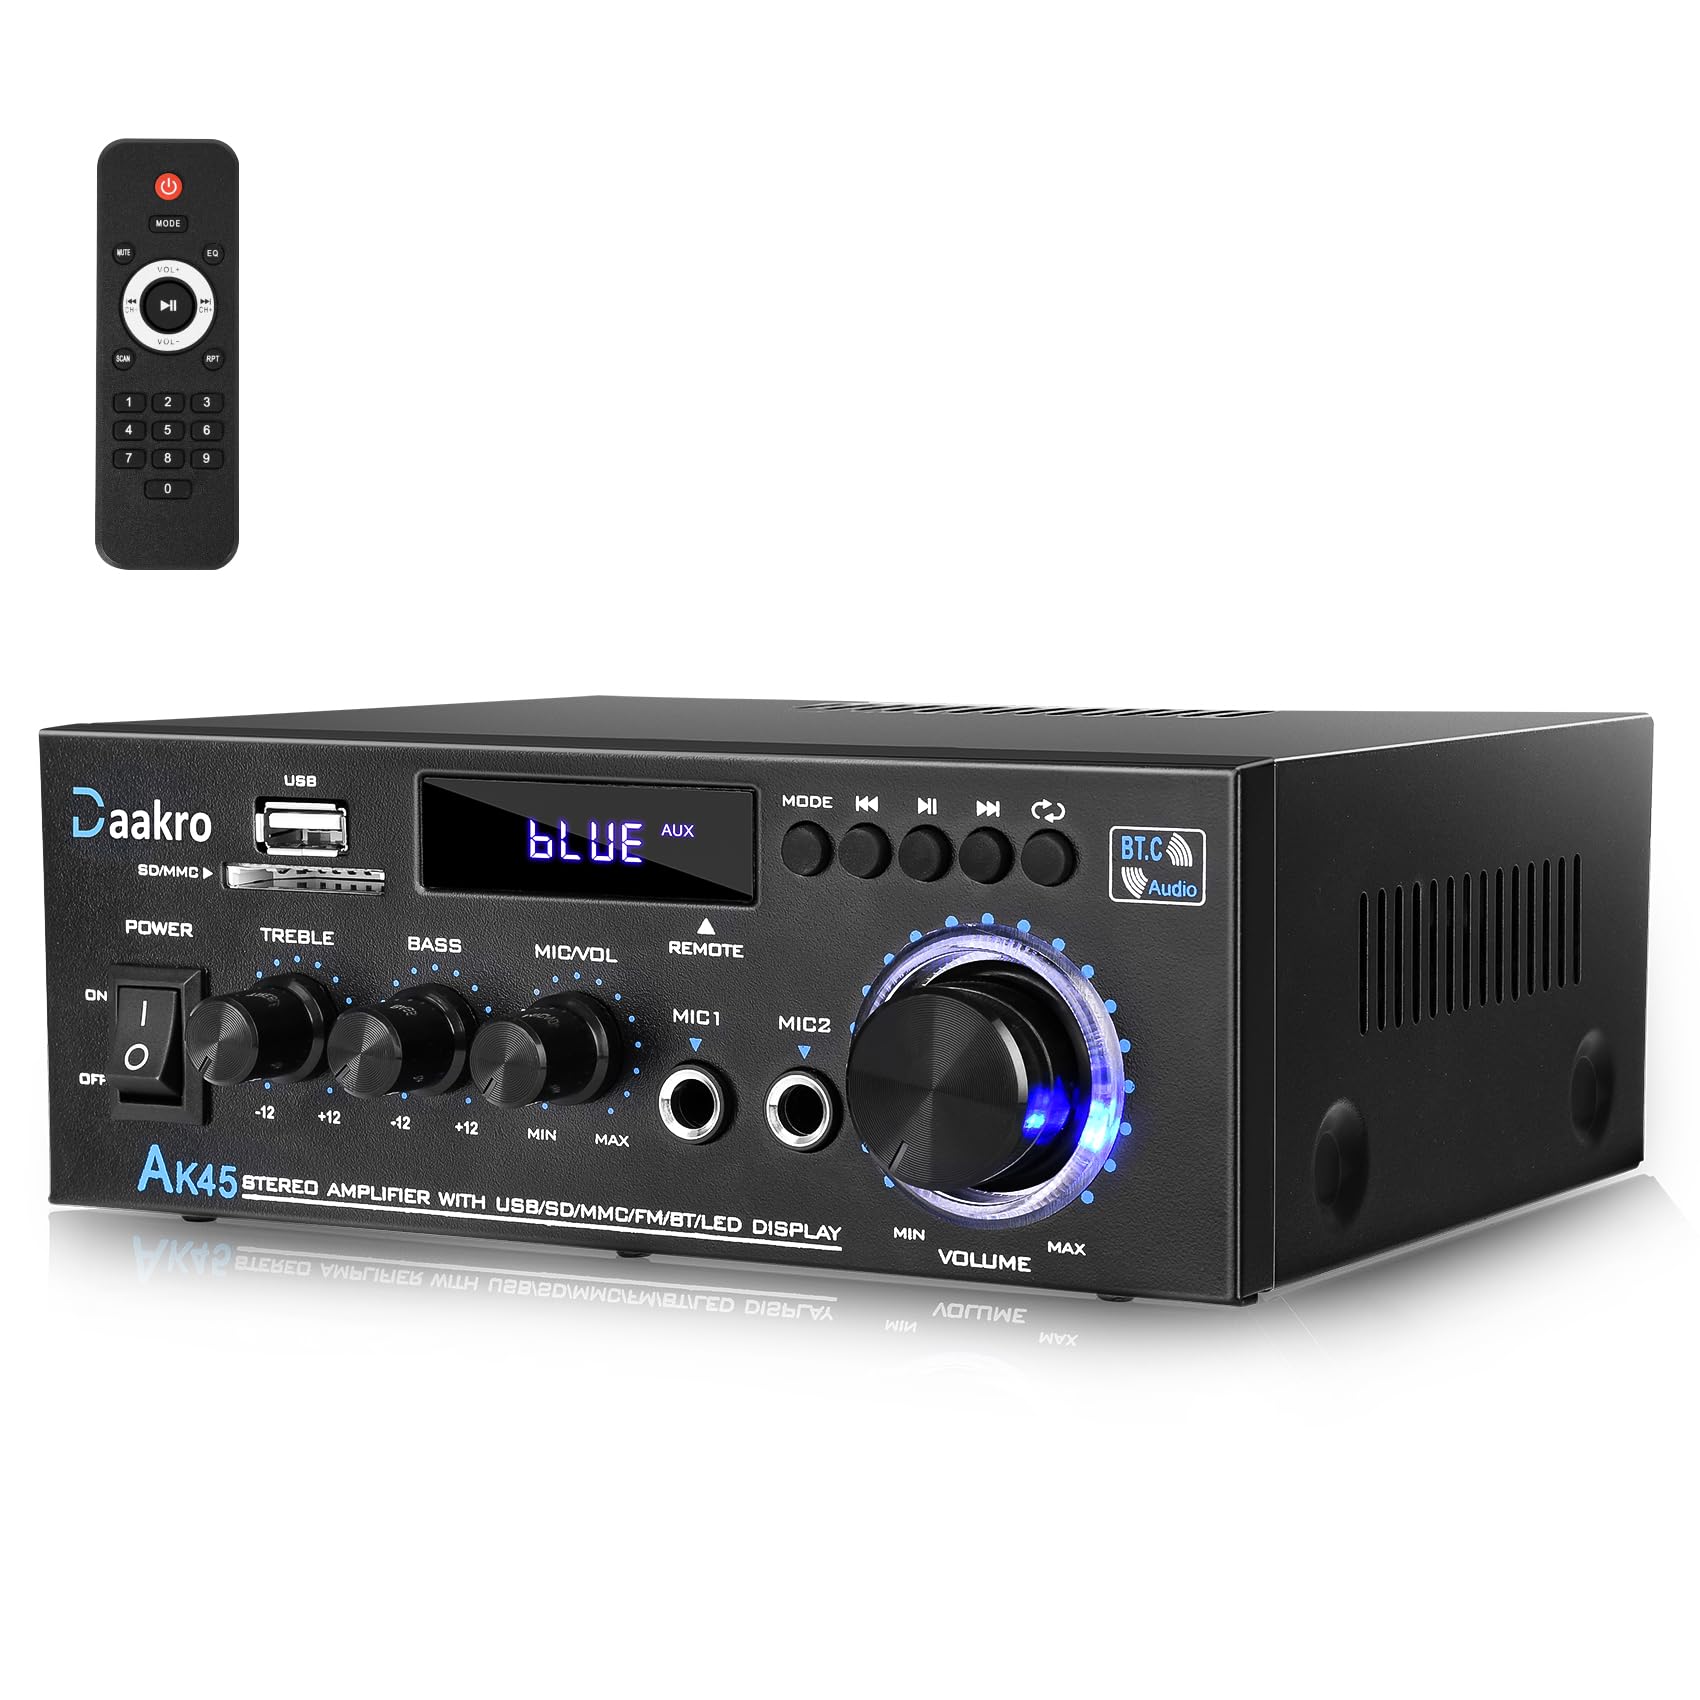 MODE
MUTE EQ
VOL+
CH- CH+
VOL-
SCAN RPT
1 2 3
4 5 6
7 8 9
0
Daakro
USB
SD/MMC
bLUE AUX
REMOTE
MODE
BT.C
Audio
POWER
ON
OFF
TREBLE
-12 +12
BASS
-12 +12
MIC/VOL
MIN MAX
MIC1
MIC2
MIN MAX
VOLUME
AK45 STEREO AMPLIFIER WITH USB/SD/MMC/FM/BT/LED DISPLAY